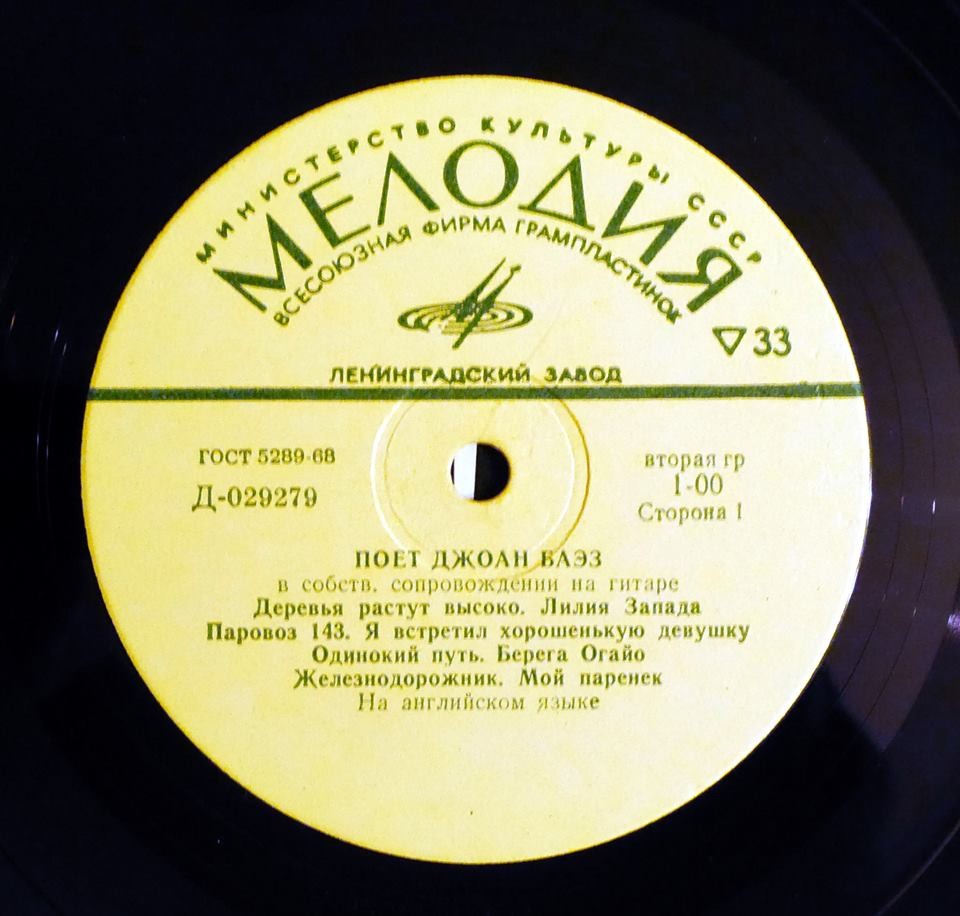 МИНИСТЕРСТВО КУЛЬТУРЫ СССР
МЕЛОДИЯ
ВСЕСОЮЗНАЯ ФИРМА ГРАМПЛАСТИНОК
33
ЛЕНИНГРАДСКИЙ ЗАВОД
ГОСТ 5289-68
Д-029279
вторая гр
1-00
Сторона 1
ПОЕТ ДЖОАН БАЭЗ
в собств. сопровождении на гитаре
Деревья растут высоко. Лилия Запада
Паровоз 143. Я встретил хорошенькую девушку
Одинокий путь. Берега Огайо
Железнодорожник. Мой паренек
На английском языке